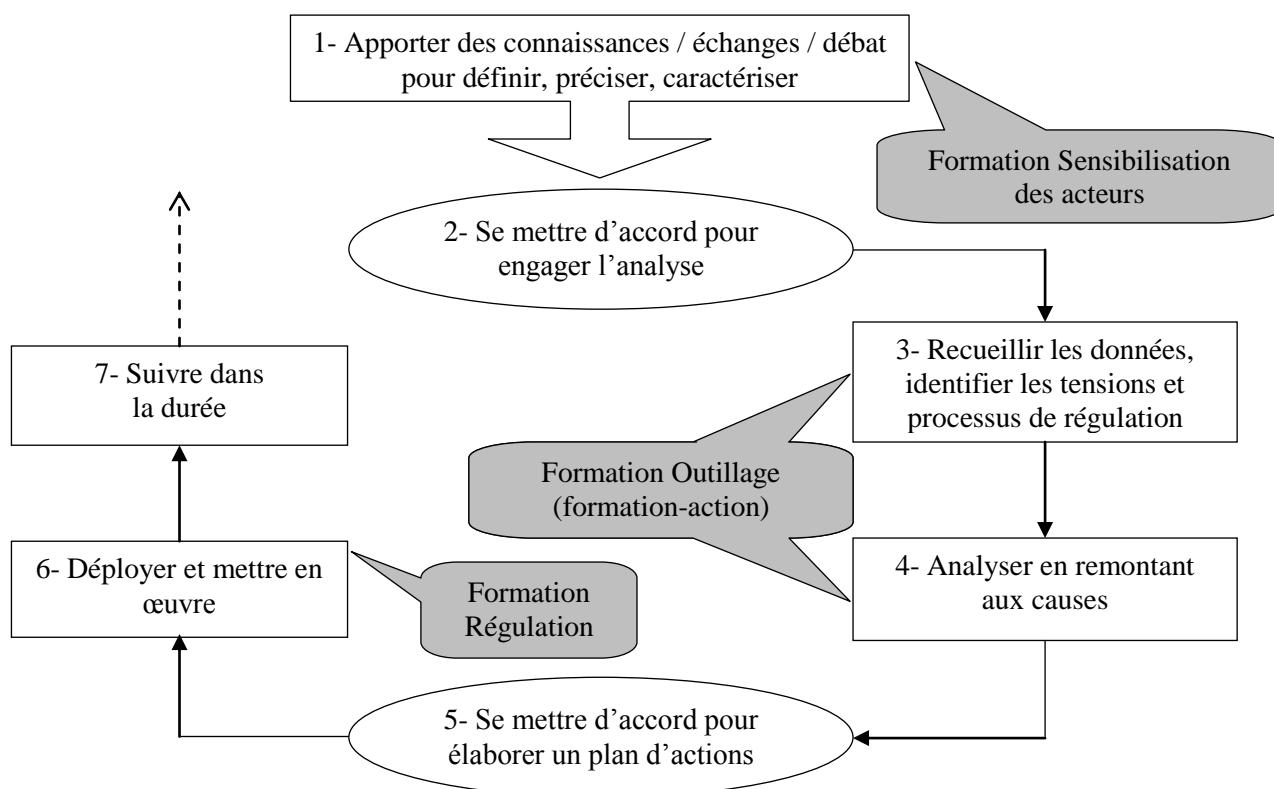 1- Apporter des connaissances / échanges / débat
pour définir, préciser, caractériser
Formation Sensibilisation
des acteurs
2- Se mettre d’accord pour
engager l’analyse
3- Recueillir les données,
identifier les tensions et
processus de régulation
7- Suivre dans
la durée
Formation Outillage
(formation-action)
4- Analyser en remontant
aux causes
6- Déployer et mettre en
œuvre
Formation
Régulation
5- Se mettre d’accord pour
élaborer un plan d’actions